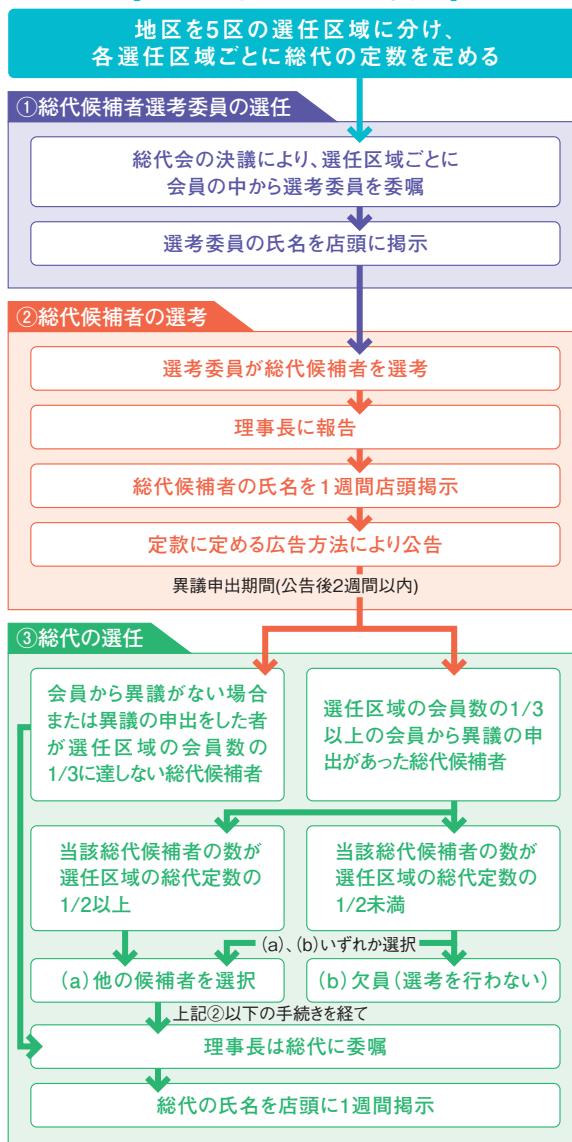 地区を5区の選任区域に分け、
各選任区域ごとに総代の定数を定める
①総代候補者選考委員の選任
総代会の決議により、選任区域ごとに
会員の中から選考委員を委嘱
選考委員の氏名を店頭に掲示
②総代候補者の選考
選考委員が総代候補者を選考
理事長に報告
総代候補者の氏名を1週間店頭掲示
定款に定める広告方法により公告
異議申出期間(公告後2週間以内)
③総代の選任
会員から異議がない場合
または異議の申出をした者
が選任区域の会員数の
1/3に達しない総代候補者
選任区域の会員数の1/3
以上の会員から異議の申
出があった総代候補者
当該総代候補者の数が
選任区域の総代定数の
1/2以上
当該総代候補者の数が
選任区域の総代定数の
1/2未満
(a)、(b)いずれか選択
(a)他の候補者を選択
(b)欠員(選考を行わない)
上記②以下の手続きを経て
理事長は総代に委嘱
総代の氏名を店頭に1週間掲示